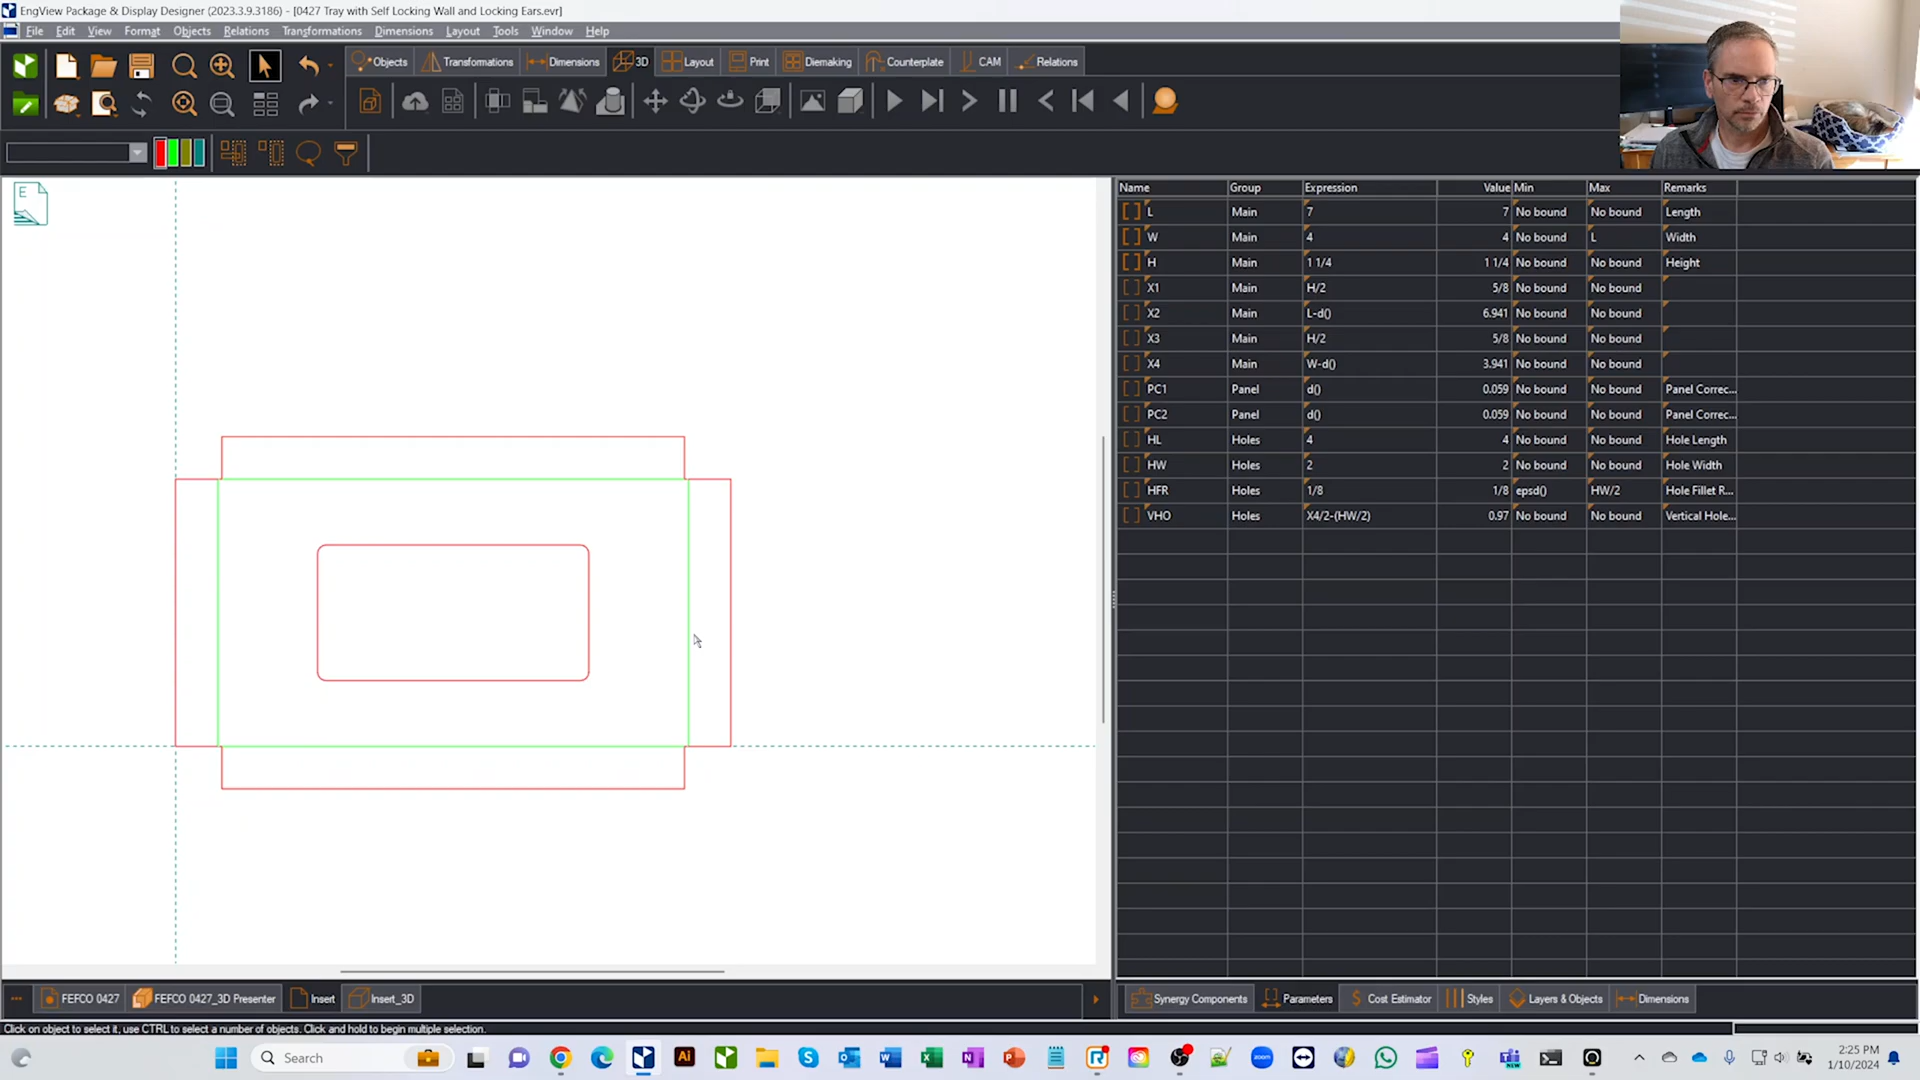 EngView Package & Display Designer (2023.3.9.3186) - [0427 Tray with Self Locking Wall and Locking Ears.evr]
File Edit View Format Objects Relations Transformations Dimensions Layout Tools Window Help
Objects Transformations Dimensions 3D Layout Print Diemaking Counterplate CAM Relations
E
Name Group Expression Value Min Max Remarks
L Main 7 7 No bound No bound Length
W Main 4 4 No bound L Width
H Main 1 1/4 1 1/4 No bound No bound Height
X1 Main H/2 5/8 No bound No bound
X2 Main L-d() 6.941 No bound No bound
X3 Main H/2 5/8 No bound No bound
X4 Main W-d() 3.941 No bound No bound
PC1 Panel d() 0.059 No bound No bound Panel Correc...
PC2 Panel d() 0.059 No bound No bound Panel Correc...
HL Holes 4 4 No bound No bound Hole Length
HW Holes 2 2 No bound No bound Hole Width
HFR Holes 1/8 1/8 epsd() HW/2 Hole Fillet R...
VHO Holes X4/2-(HW/2) 0.97 No bound No bound Vertical Hole...
... FEFCO 0427 FEFCO 0427_3D Presenter Insert Insert_3D
Synergy Components Parameters Cost Estimator Styles Layers & Objects Dimensions
Click on object to select it, use CTRL to select a number of objects. Click and hold to begin multiple selection.
Search
Ai
zoom
NEW
2:25 PM
1/10/2024